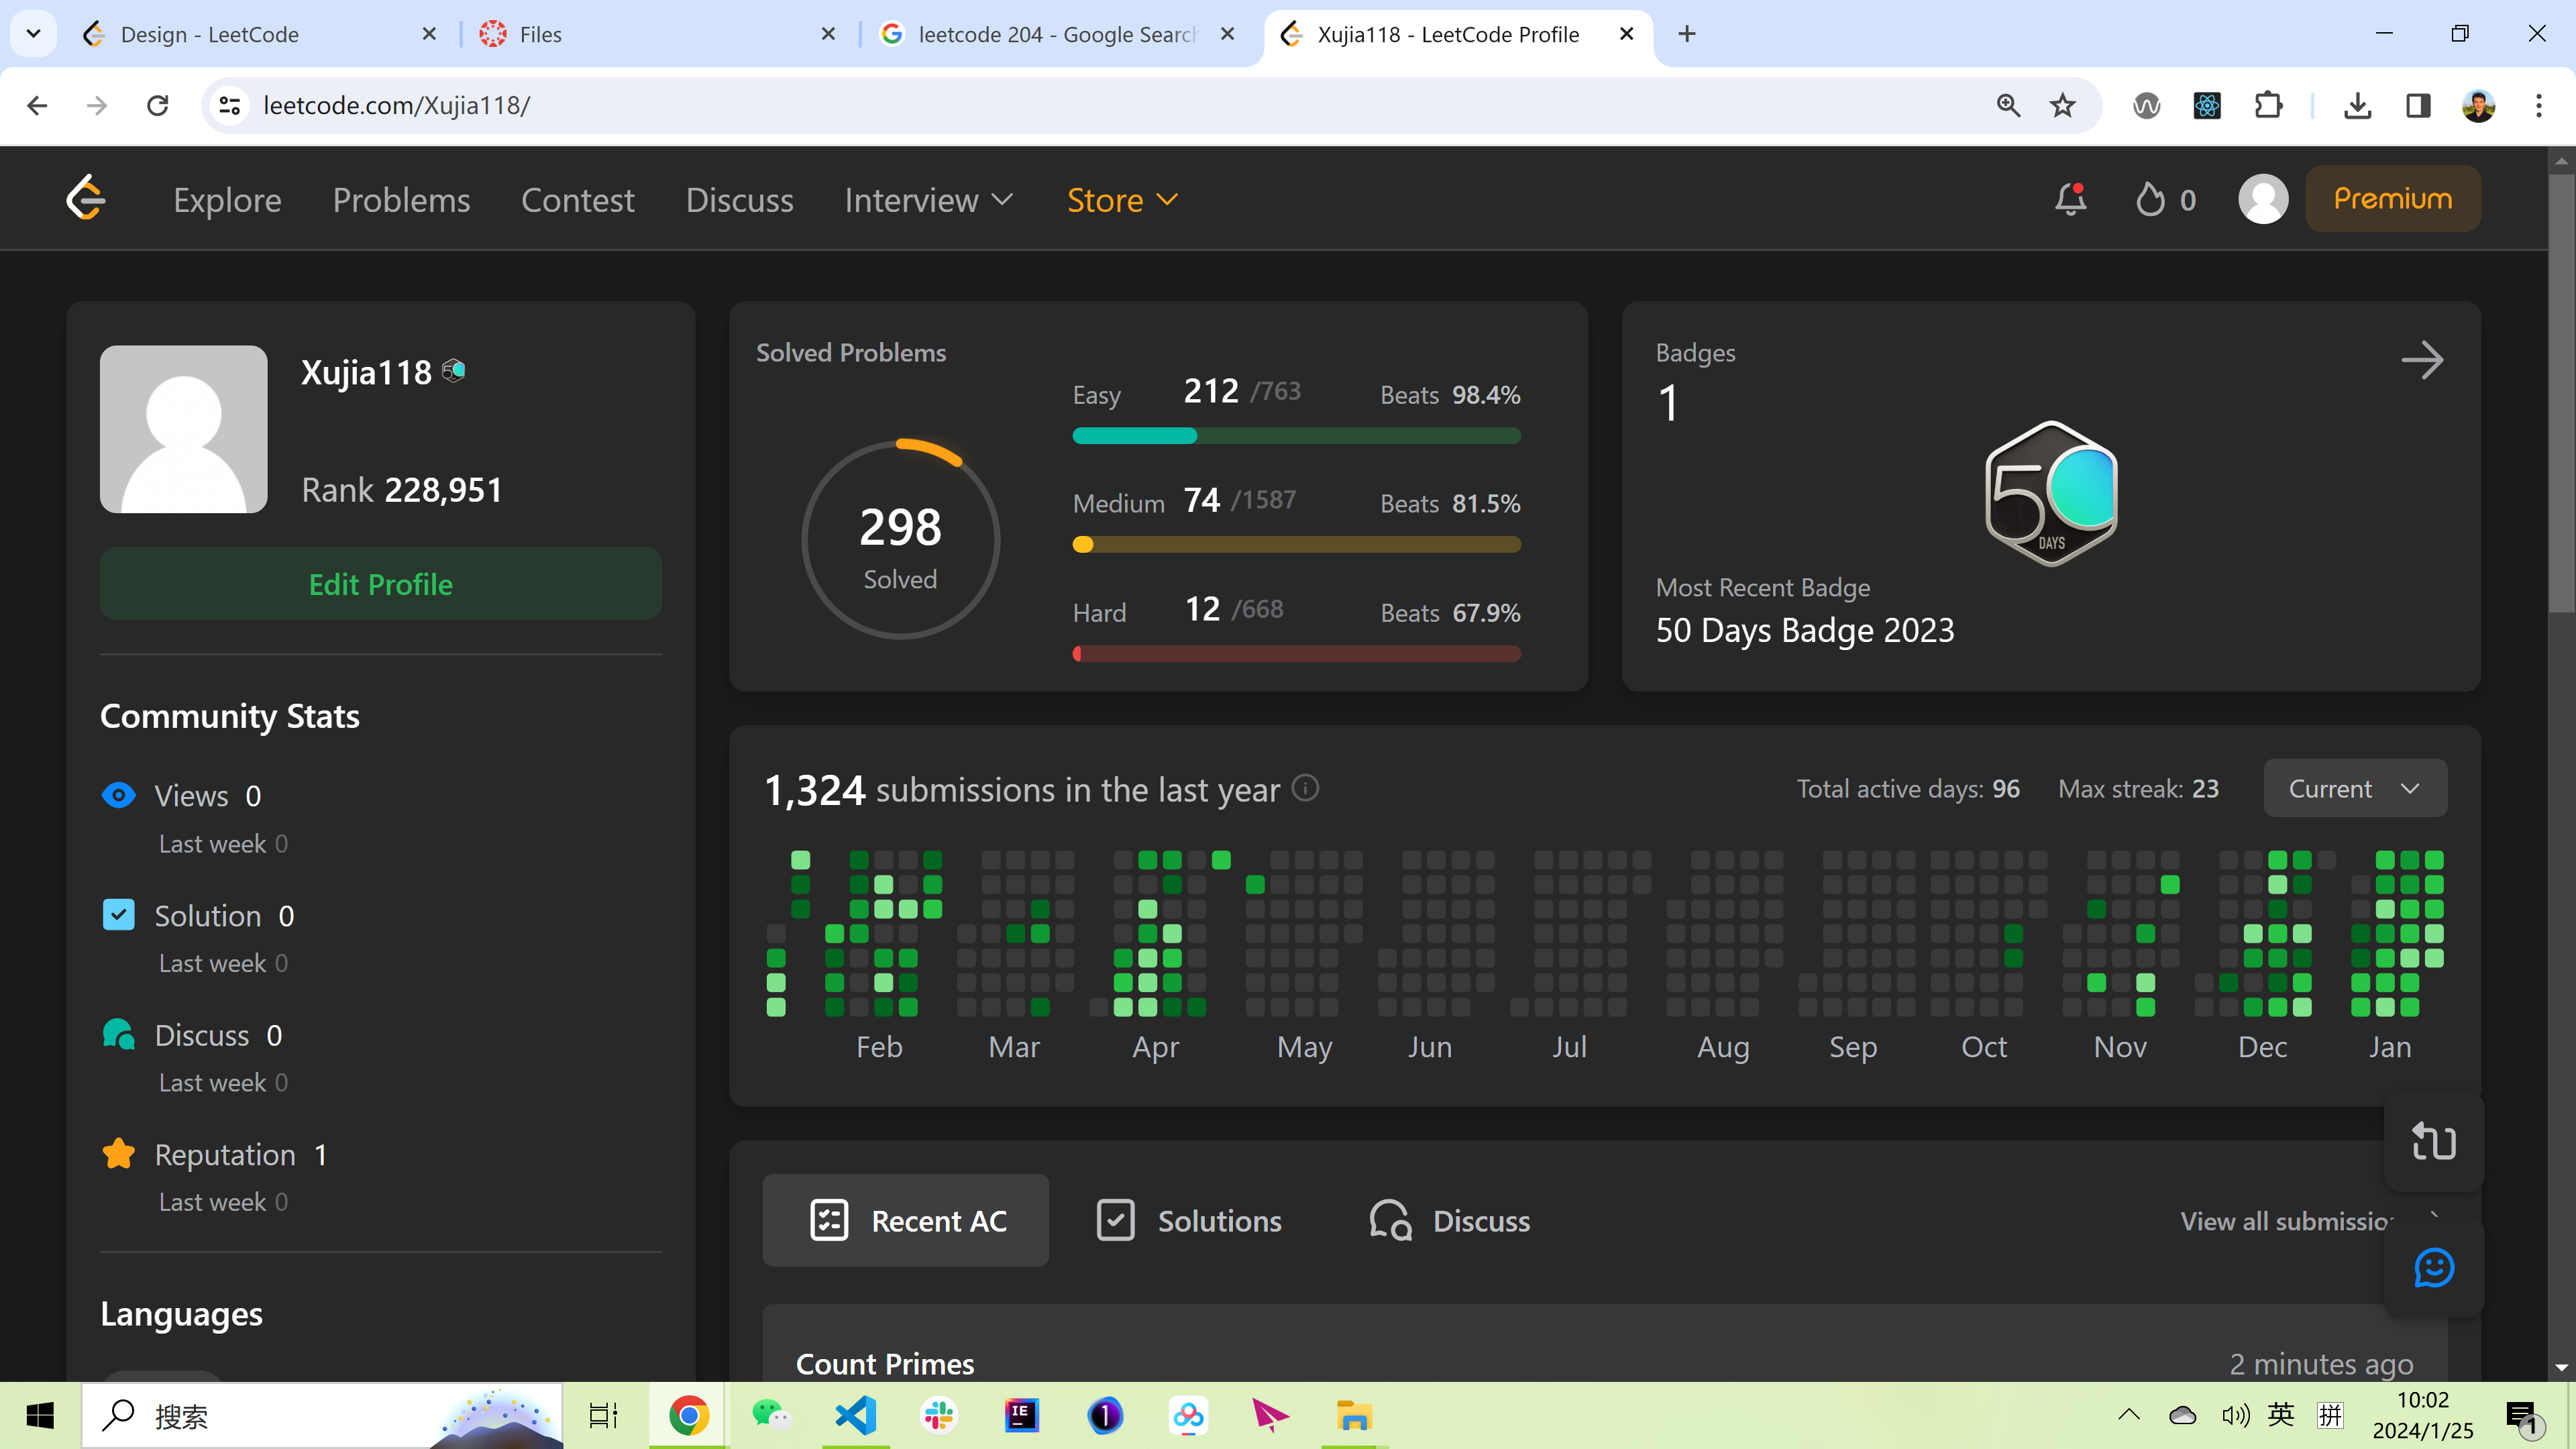 Design - LeetCode
Files
leetcode 204 - Google Search
Xujia118 - LeetCode Profile
leetcode.com/Xujia118/
Explore
Problems
Contest
Discuss
Interview
Store
0
Premium
Xujia118
Rank 228,951
Edit Profile
Community Stats
Views 0
Last week 0
Solution 0
Last week 0
Discuss 0
Last week 0
Reputation 1
Last week 0
Languages
Solved Problems
298
Solved
Easy 212 /763 Beats 98.4%
Medium 74 /1587 Beats 81.5%
Hard 12 /668 Beats 67.9%
Badges
1
50
DAYS
Most Recent Badge
50 Days Badge 2023
1,324 submissions in the last year
Total active days: 96
Max streak: 23
Current
Feb Mar Apr May Jun Jul Aug Sep Oct Nov Dec Jan
Recent AC
Solutions
Discuss
View all submissio
Count Primes
2 minutes ago
搜索
IE
1
英
拼
10:02
2024/1/25
1